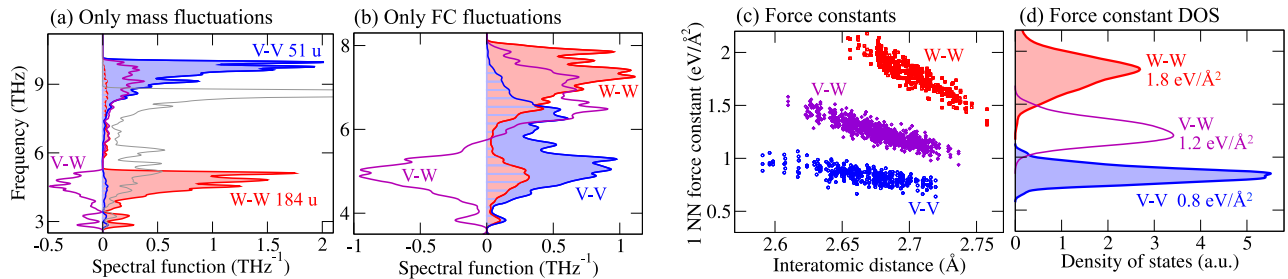 (a) Only mass fluctuations
V-V 51 u
9
7
5
3
Frequency (THz)
V-W
W-W 184 u
-0.5 0 0.5 1 1.5 2
Spectral function (THz⁻¹)
(b) Only FC fluctuations
8
6
4
W-W
V-W
V-V
-1 -0.5 0 0.5 1
Spectral function (THz⁻¹)
(c) Force constants
2
1.5
1
0.5
1 NN force constant (eV/Å²)
W-W
V-W
V-V
2.6 2.65 2.7 2.75
Interatomic distance (Å)
(d) Force constant DOS
W-W
1.8 eV/Å²
V-W
1.2 eV/Å²
V-V 0.8 eV/Å²
0 1 2 3 4 5
Density of states (a.u.)